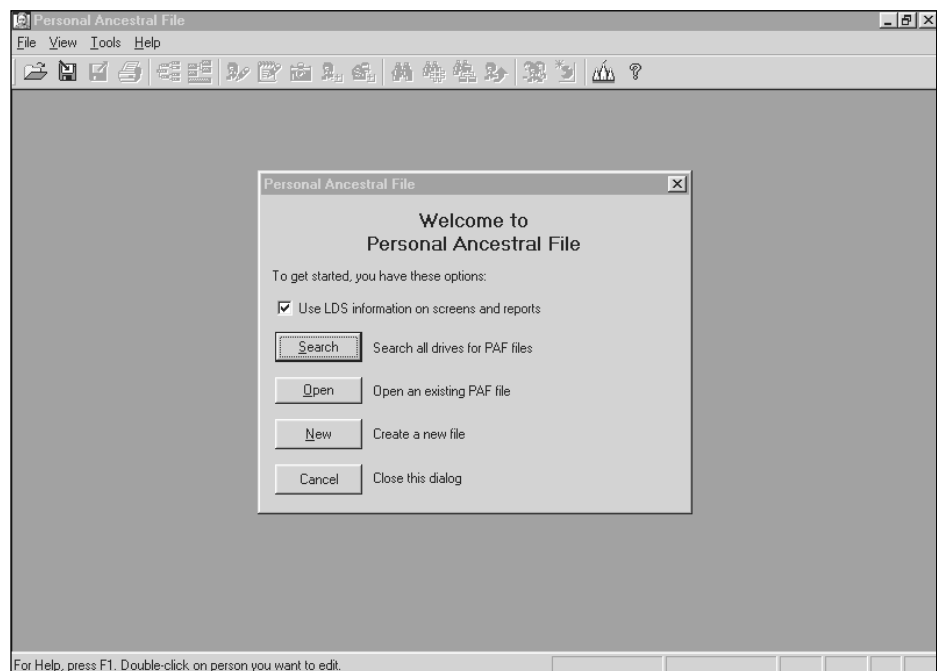 Personal Ancestral File
File View Tools Help
Personal Ancestral File
Welcome to
Personal Ancestral File
To get started, you have these options:
Use LDS information on screens and reports
Search Search all drives for PAF files
Open Open an existing PAF file
New Create a new file
Cancel Close this dialog
For Help, press F1. Double-click on person you want to edit.